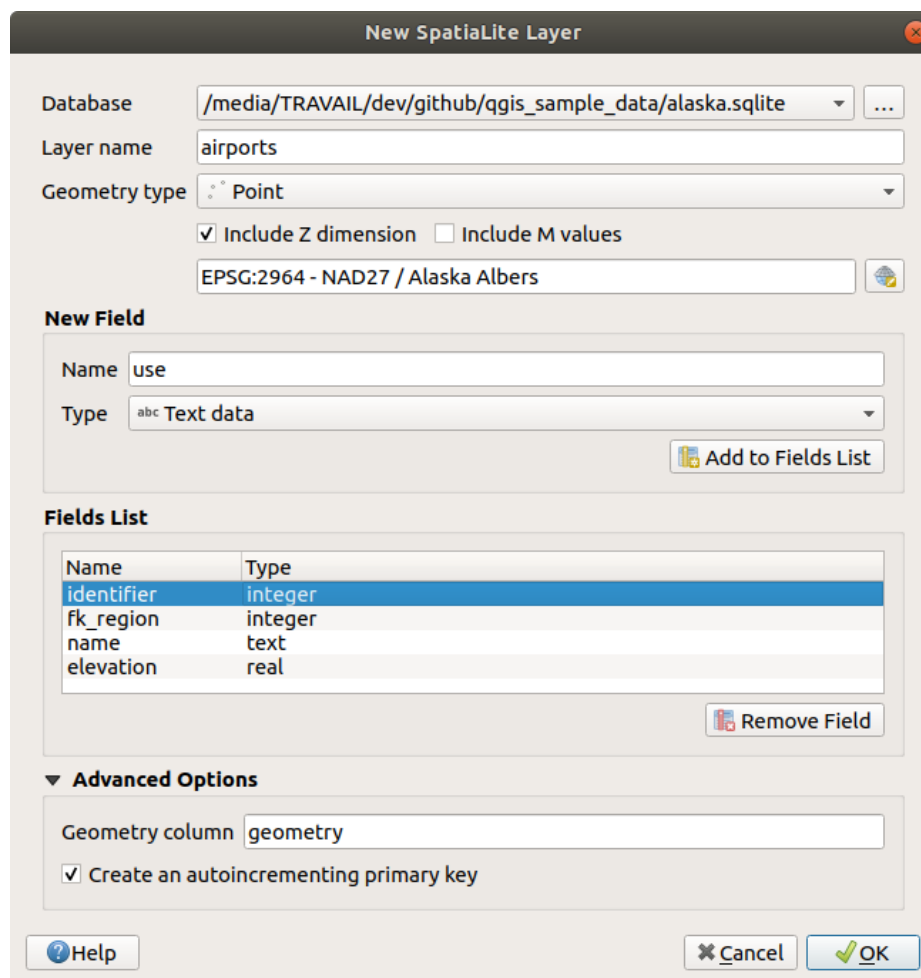 New SpatiaLite Layer
Database /media/TRAVAIL/dev/github/qgis_sample_data/alaska.sqlite ...
Layer name airports
Geometry type Point
Include Z dimension Include M values
EPSG:2964 - NAD27 / Alaska Albers
New Field
Name use
Type abc Text data
Add to Fields List
Fields List
Name Type
identifier integer
fk_region integer
name text
elevation real
Remove Field
Advanced Options
Geometry column geometry
Create an autoincrementing primary key
Help Cancel OK